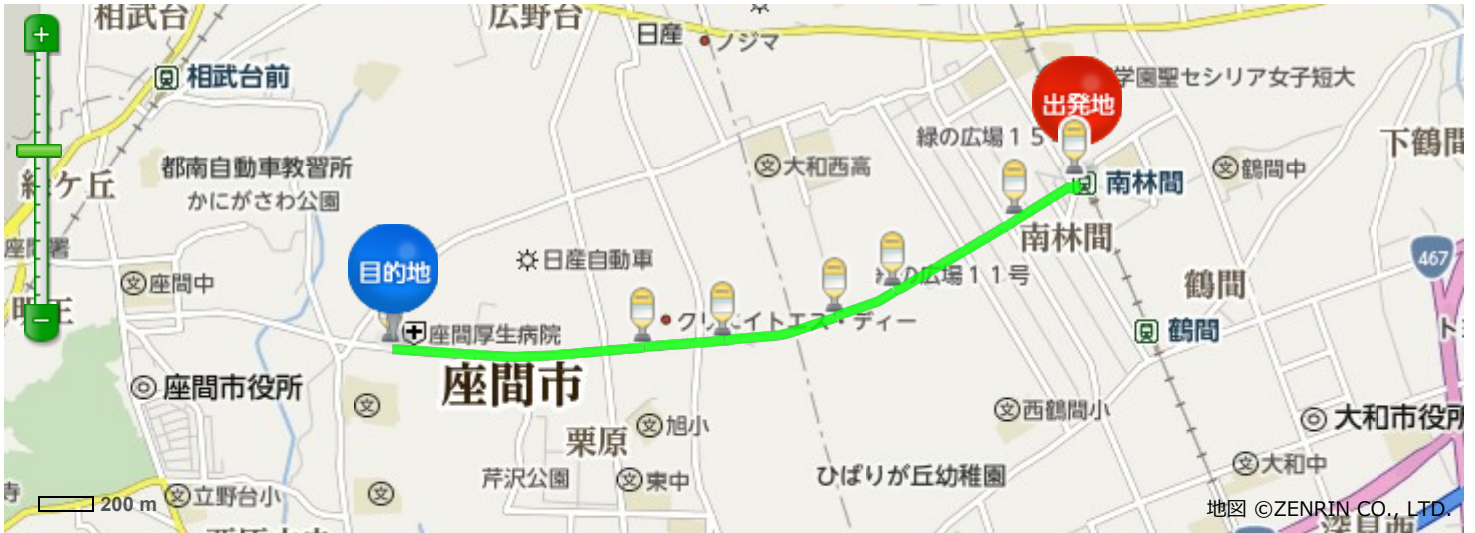 相武台
広野台
日産
ノジマ
相武台前
学園聖セシリア女子短大
出発地
緑の広場15
下鶴間
都南自動車教習所
大和西高
鶴間中
南林間
かにがさわ公園
南林間
日産自動車
467
目的地
座間中
の広場11号
鶴間
座間厚生病院
鶴間
座間市
座間市役所
西鶴間小
大和市役所
旭小
栗原
芹沢公園
東中
ひばりが丘幼稚園
大和中
立野台小
200 m
地図 ©ZENRIN CO., LTD.
深見西